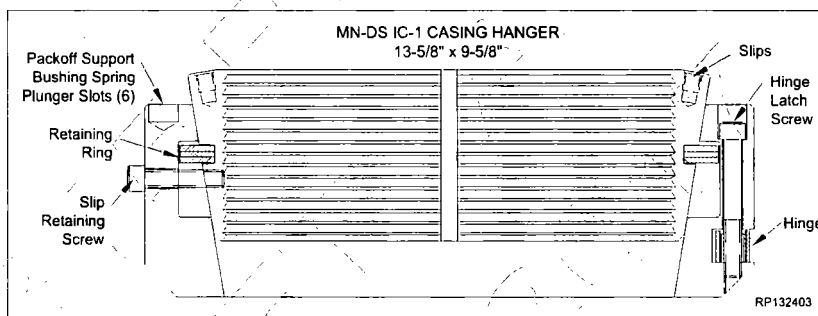 MN-DS IC-1 CASING HANGER
13-5/8" x 9-5/8"
Packoff Support
Bushing Spring
Plunger Slots (6)
Retaining
Ring
Slip
Retaining
Screw
Slips
Hinge
Latch
Screw
Hinge
RP132403